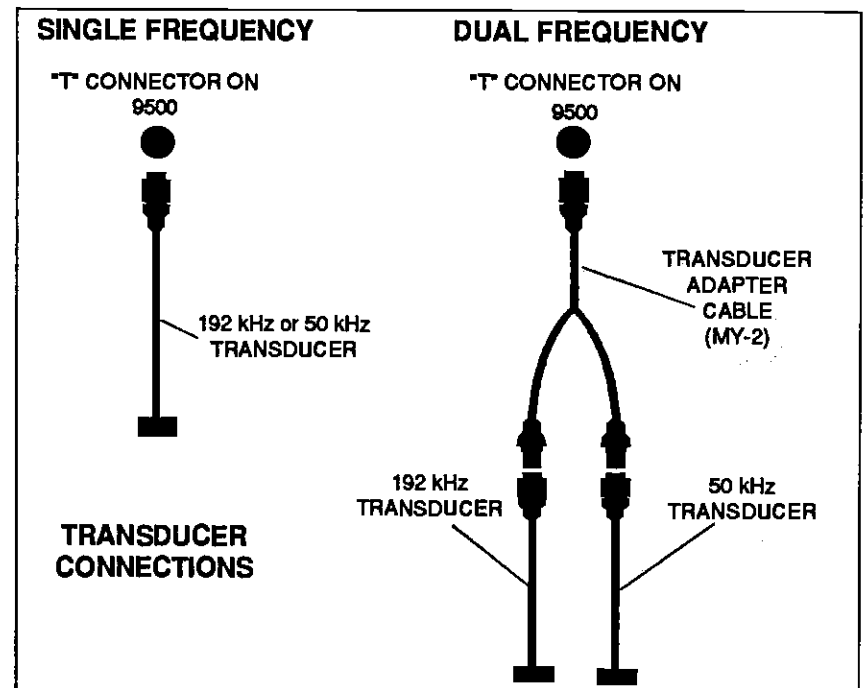 SINGLE FREQUENCY
"T" CONNECTOR ON
9500
192 kHz or 50 kHz
TRANSDUCER
TRANSDUCER
CONNECTIONS
DUAL FREQUENCY
"T" CONNECTOR ON
9500
TRANSDUCER
ADAPTER
CABLE
(MY-2)
192 kHz
TRANSDUCER
50 kHz
TRANSDUCER